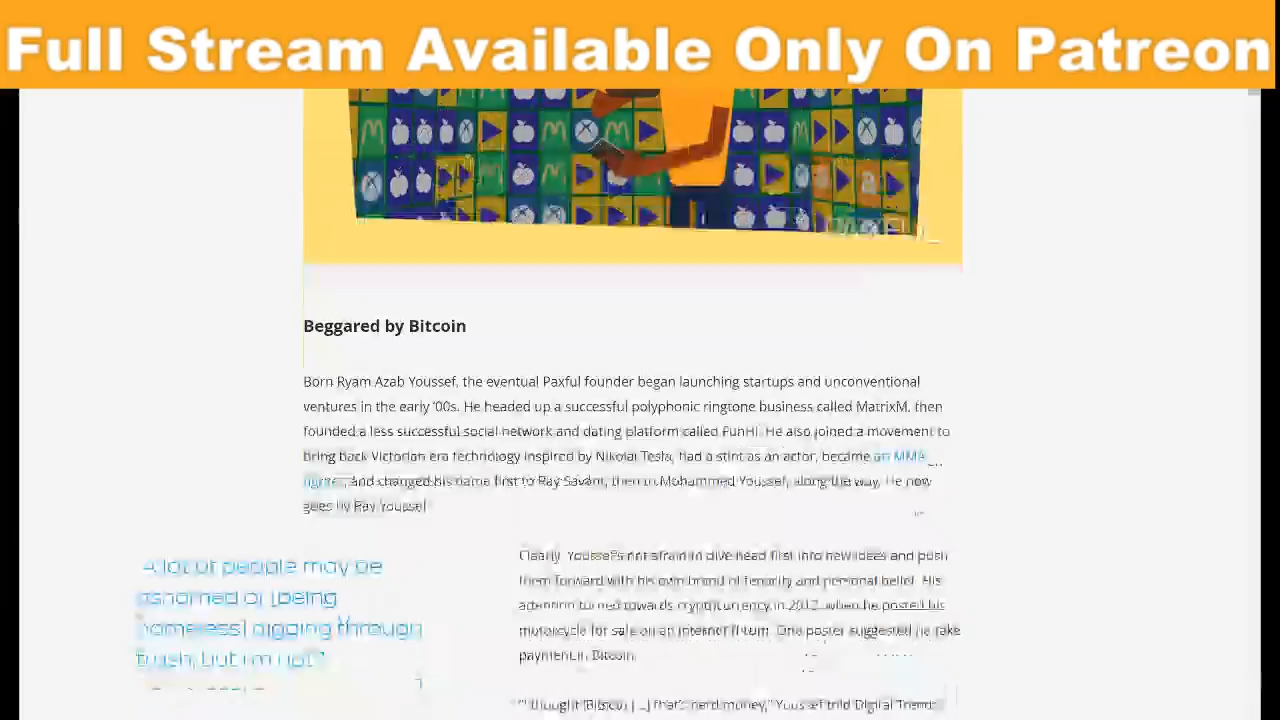 Full Stream Available Only On Patreon
Beggared by Bitcoin
Born Ryam Azab Youssef, the eventual Paxful founder began launching startups and unconventional
ventures in the early '00s. He headed up a successful polyphonic ringtone business called MatrixM, then
founded a less successful social network and dating platform called FunHi. He also joined a movement to
bring back Victorian era technology inspired by Nikolai Tesla, had a stint as an actor, became an MMA
and changed his name first to Ray Savant, then to Mohammed Youssef, along the way. He now
goes by Ray Youssef
A lot of people may be
ashamed of [being
homeless] digging through
trash, but I'm not
Clearly, Youssef's not afraid to dive head first into new ideas and push
them forward with his own brand of tenacity and personal belief. His
attention turned towards cryptocurrency in 2012, when he posted his
motorcycle for sale on an internet forum. One poster suggested he take
payment in Bitcoin.
"I thought '[Bitcoin [...] that's nerd money," Youssef told Digital Trends